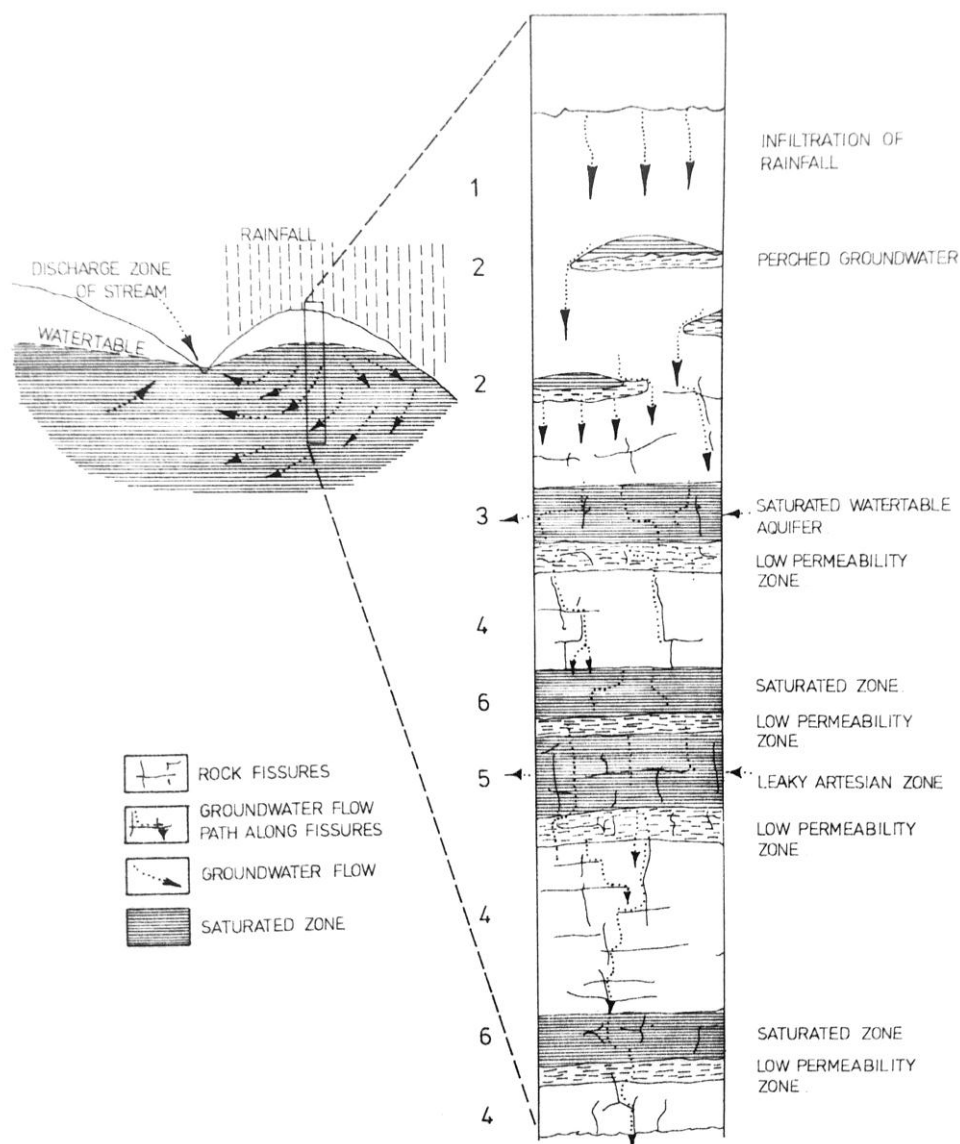 RAINFALL
DISCHARGE ZONE
OF STREAM
WATERTABLE
1
INFILTRATION OF
RAINFALL
2
PERCHED GROUNDWATER
2
3
SATURATED WATERTABLE
AQUIFER
LOW PERMEABILITY
ZONE
4
6
SATURATED ZONE
LOW PERMEABILITY
ZONE
5
LEAKY ARTESIAN ZONE
LOW PERMEABILITY
ZONE
4
6
SATURATED ZONE
LOW PERMEABILITY
ZONE.
4
ROCK FISSURES
GROUNDWATER FLOW
PATH ALONG FISSURES
GROUNDWATER FLOW
SATURATED ZONE